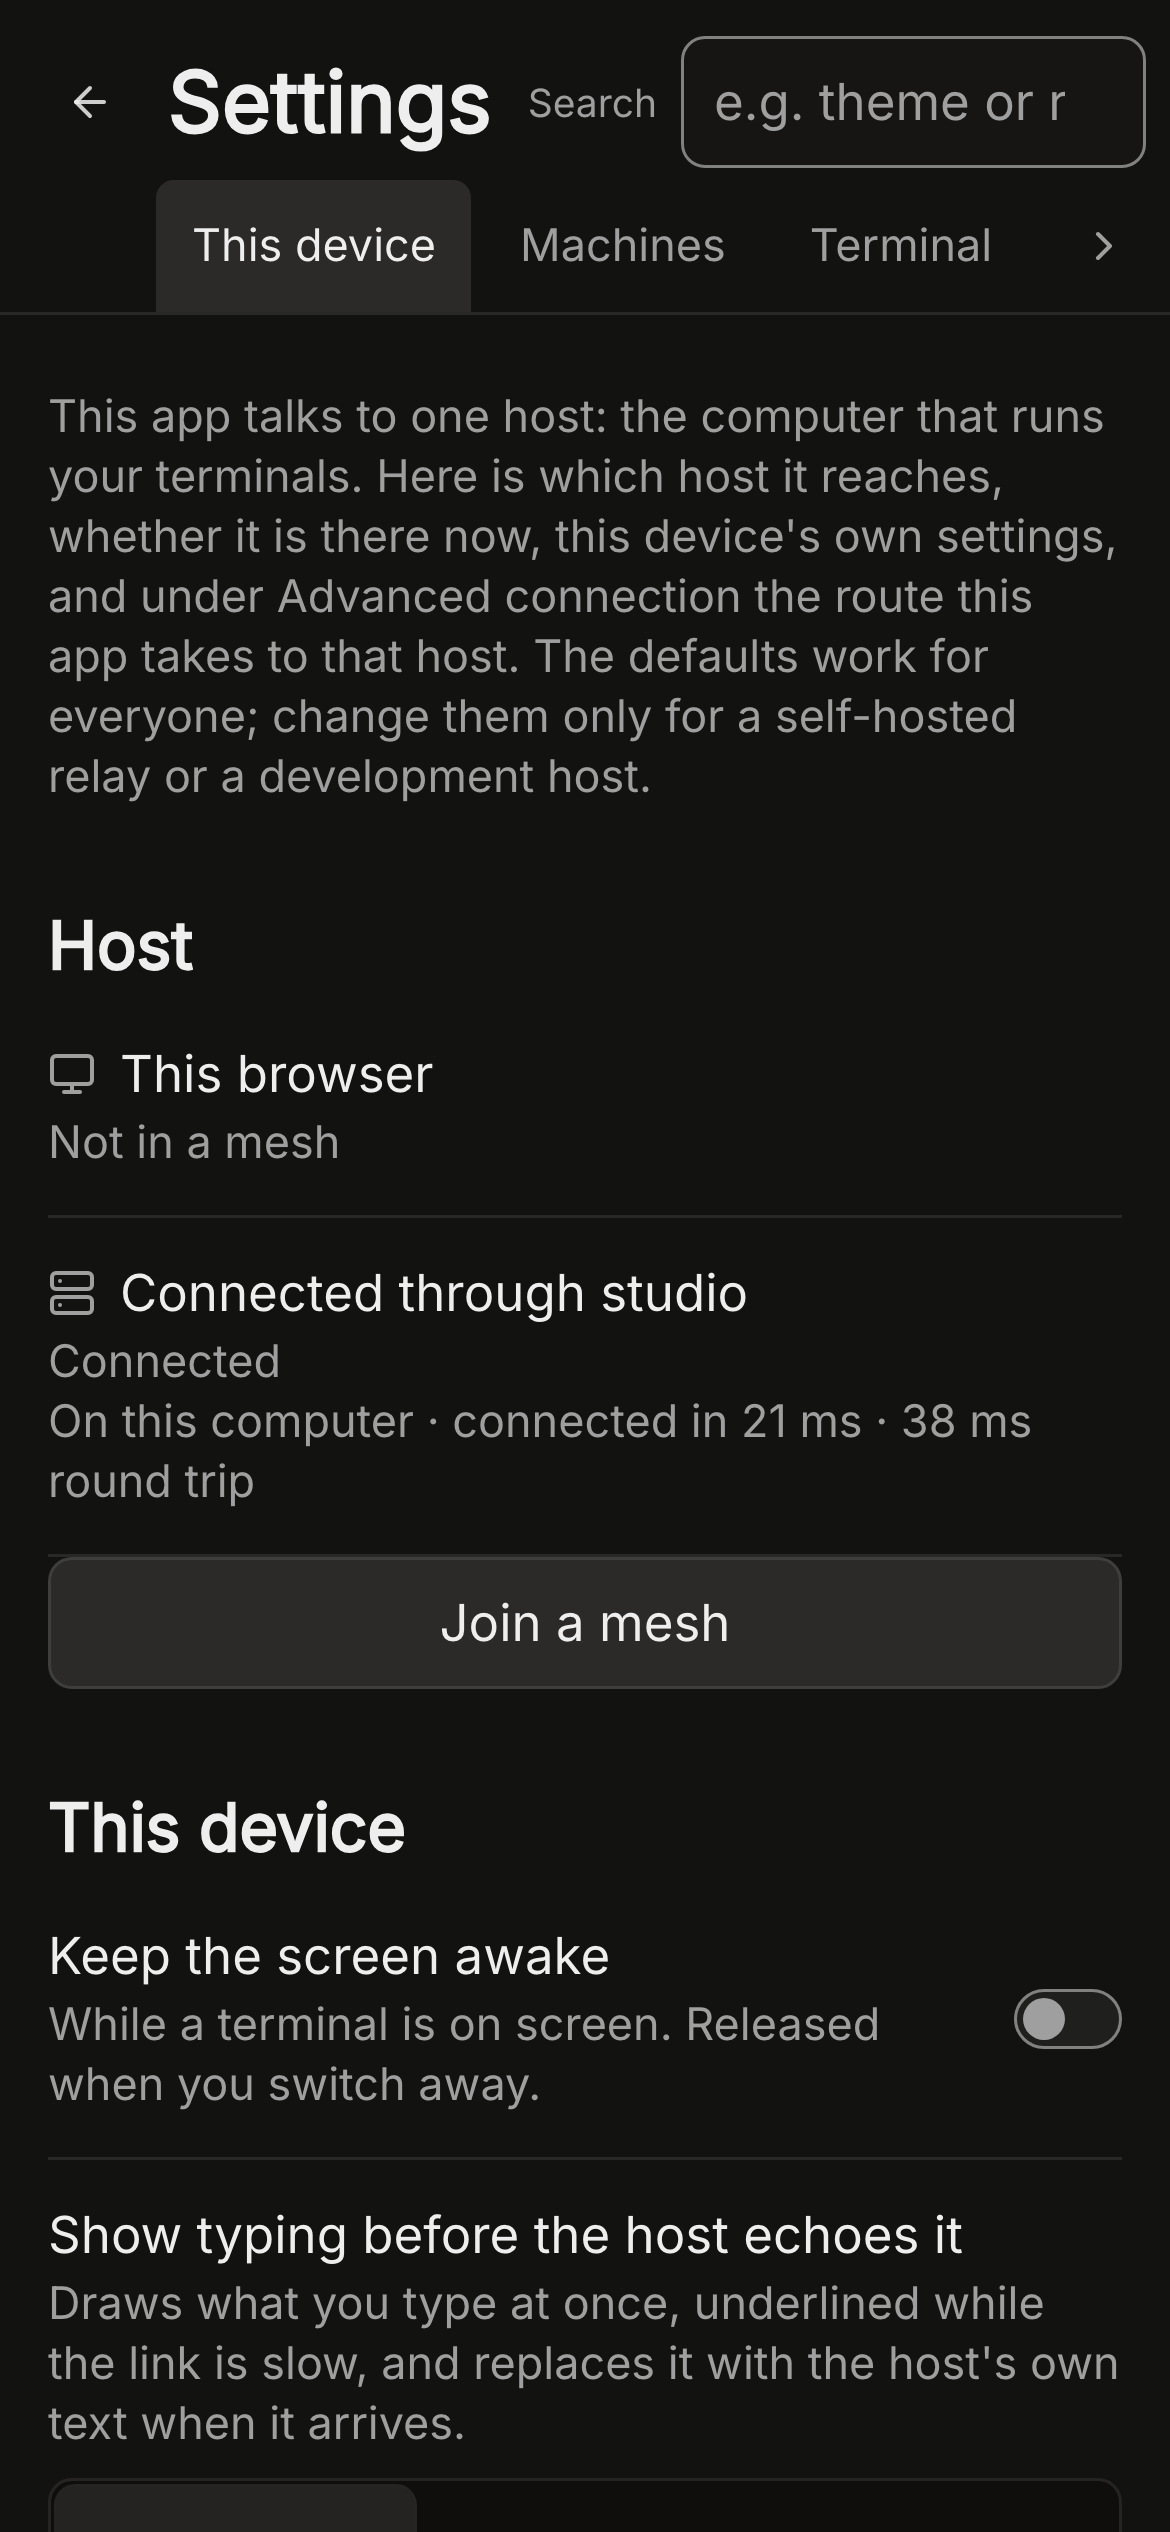 Settings
Search
e.g. theme or r
This device
Machines
Terminal
This app talks to one host: the computer that runs
your terminals. Here is which host it reaches,
whether it is there now, this device's own settings,
and under Advanced connection the route this
app takes to that host. The defaults work for
everyone; change them only for a self-hosted
relay or a development host.
Host
This browser
Not in a mesh
Connected through studio
Connected
On this computer · connected in 21 ms · 38 ms
round trip
Join a mesh
This device
Keep the screen awake
While a terminal is on screen. Released
when you switch away.
Show typing before the host echoes it
Draws what you type at once, underlined while
the link is slow, and replaces it with the host's own
text when it arrives.